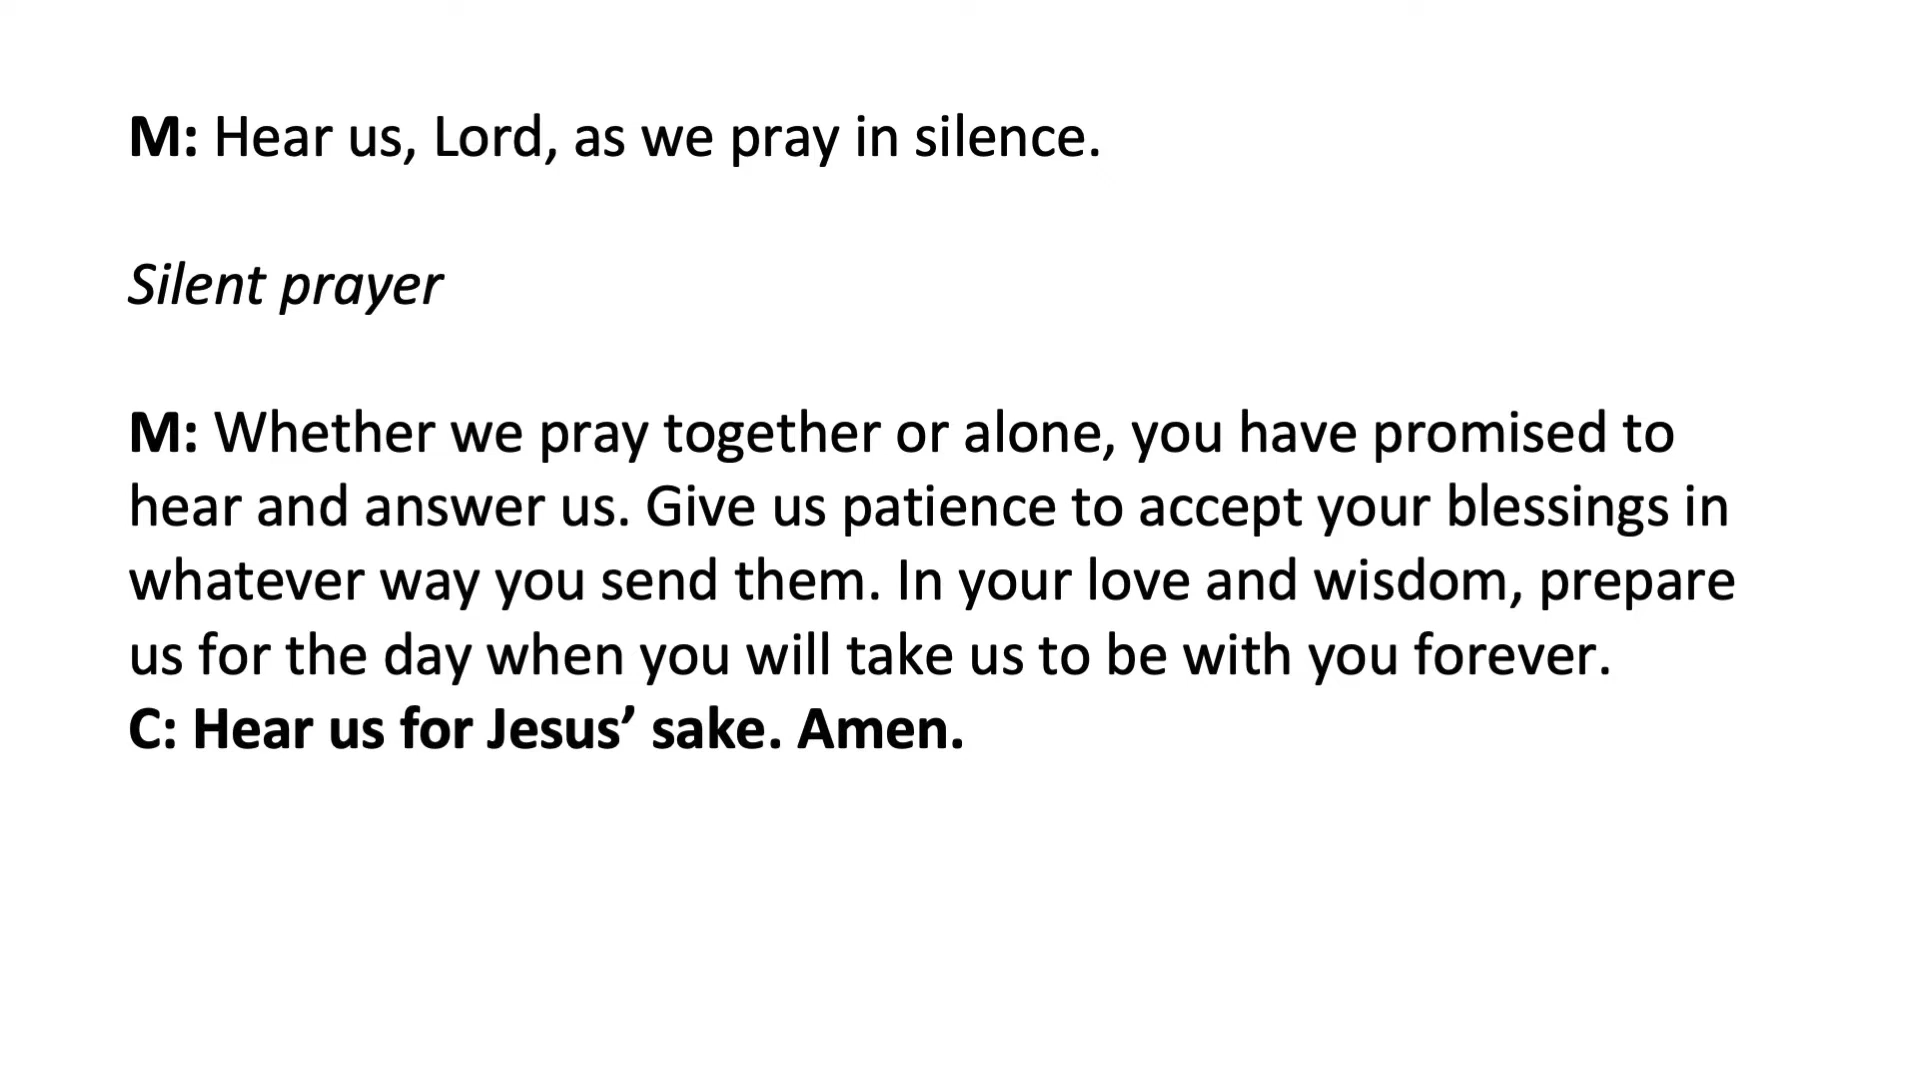 M: Hear us, Lord, as we pray in silence.
Silent prayer
M: Whether we pray together or alone, you have promised to
hear and answer us. Give us patience to accept your blessings in
whatever way you send them. In your love and wisdom, prepare
us for the day when you will take us to be with you forever.
C: Hear us for Jesus’ sake. Amen.